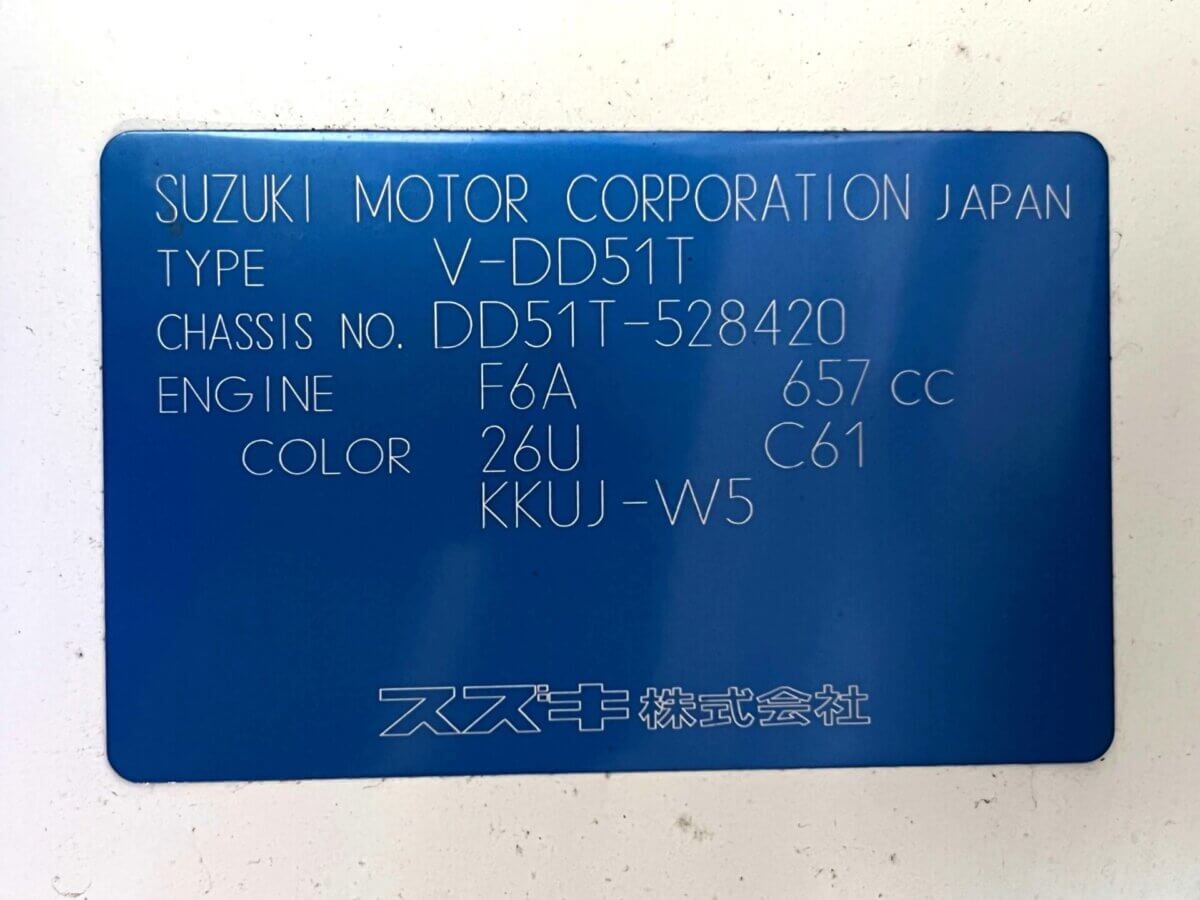 SUZUKI MOTOR CORPORATION JAPAN
TYPE V-DD51T
CHASSIS NO. DD51T-528420
ENGINE F6A 657 CC
COLOR 26U C61
KKUJ-W5
スズキ株式会社